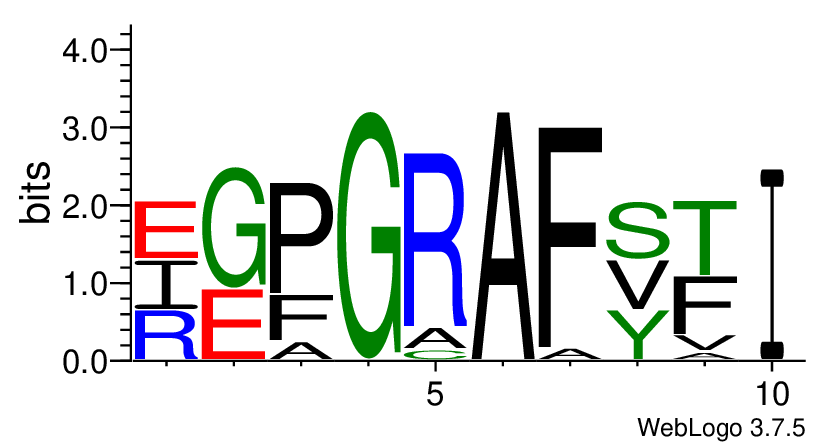 bits
4.0
3.0
2.0
1.0
0.0
E G P G R A F S T I
I E F A A V F
R A C Y V
A
5 10
WebLogo 3.7.5